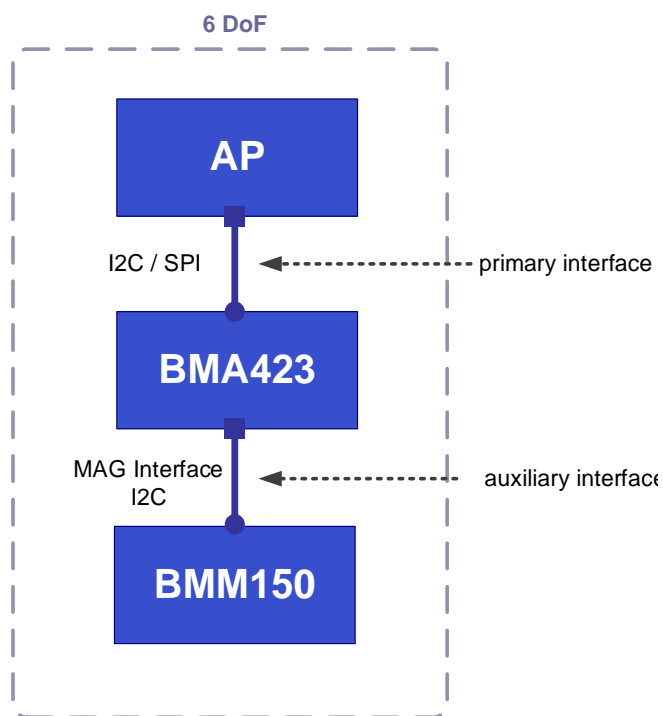 6 DoF
AP
I2C / SPI
primary interface
BMA423
MAG Interface
I2C
auxiliary interface
BMM150